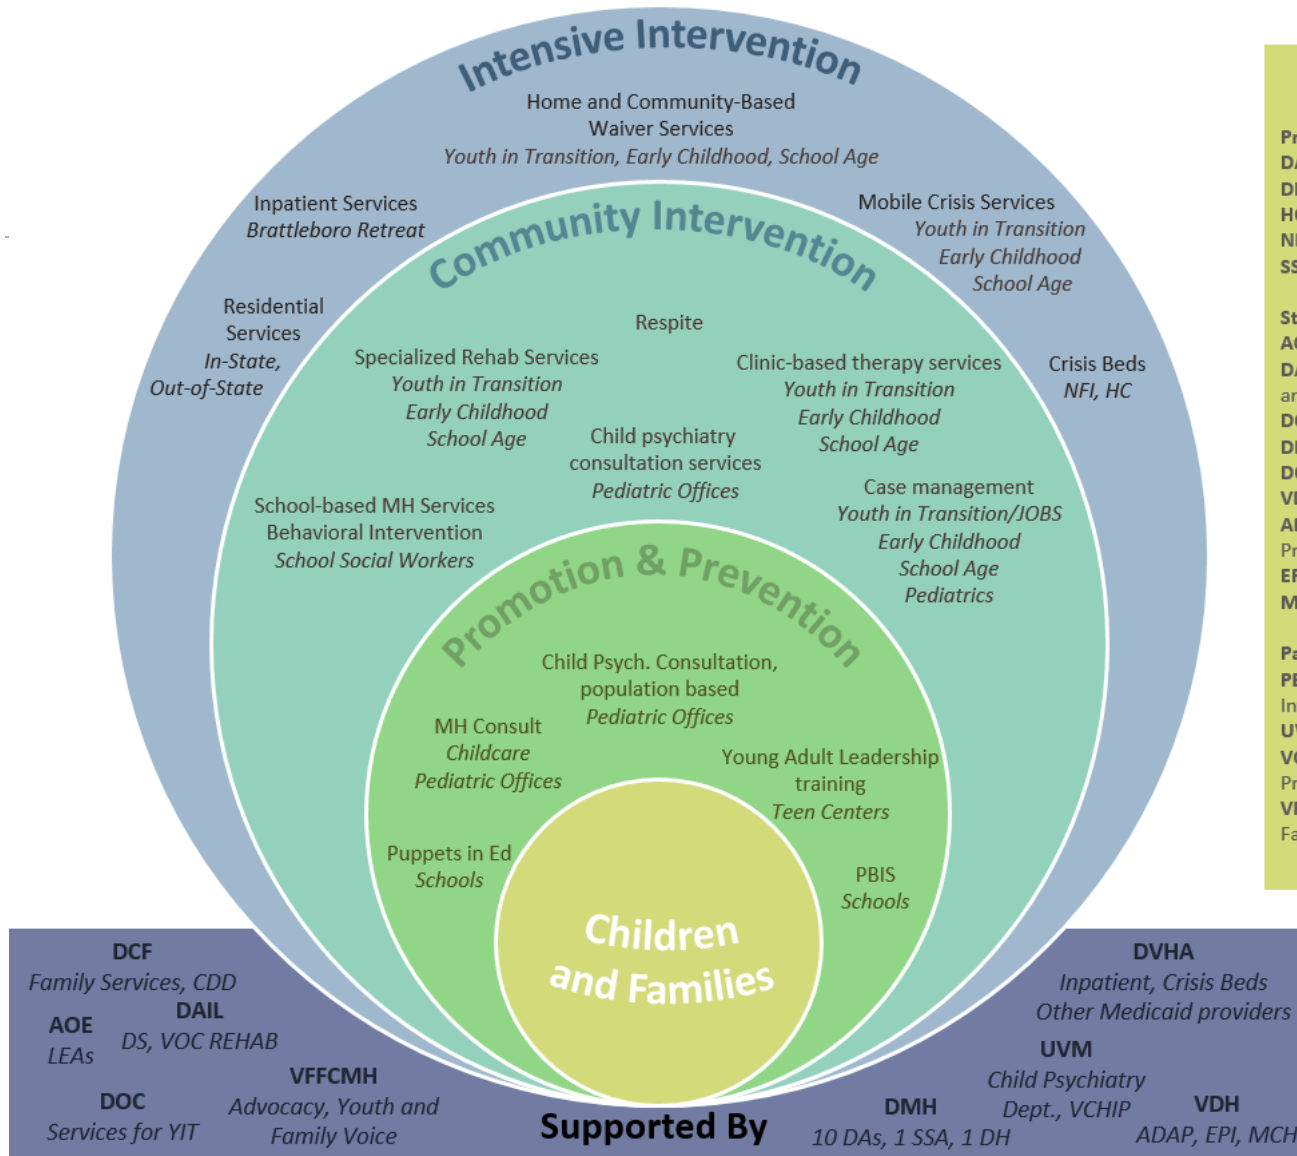 Intensive Intervention
Home and Community-Based
Waiver Services
Youth in Transition, Early Childhood, School Age
Inpatient Services
Brattleboro Retreat
Mobile Crisis Services
Youth in Transition
Early Childhood
School Age
Residential
Services
In-State,
Out-of-State
Crisis Beds
NFI, HC
Community Intervention
Respite
Specialized Rehab Services
Youth in Transition
Early Childhood
School Age
Clinic-based therapy services
Youth in Transition
Early Childhood
School Age
Child psychiatry
consultation services
Pediatric Offices
School-based MH Services
Behavioral Intervention
School Social Workers
Case management
Youth in Transition/JOBS
Early Childhood
School Age
Pediatrics
Promotion & Prevention
Child Psych. Consultation,
population based
Pediatric Offices
MH Consult
Childcare
Pediatric Offices
Young Adult Leadership
training
Teen Centers
Puppets in Ed
Schools
PBIS
Schools
Children
and Families
DCF
Family Services, CDD
DAIL
DS, VOC REHAB
AOE
LEAs
VFFCMH
Advocacy, Youth and
Family Voice
DOC
Services for YIT
Supported By
DVHA
Inpatient, Crisis Beds
Other Medicaid providers
UVM
Child Psychiatry
Dept., VCHIP
DMH
10 DAs, 1 SSA, 1 DH
VDH
ADAP, EPI, MCH